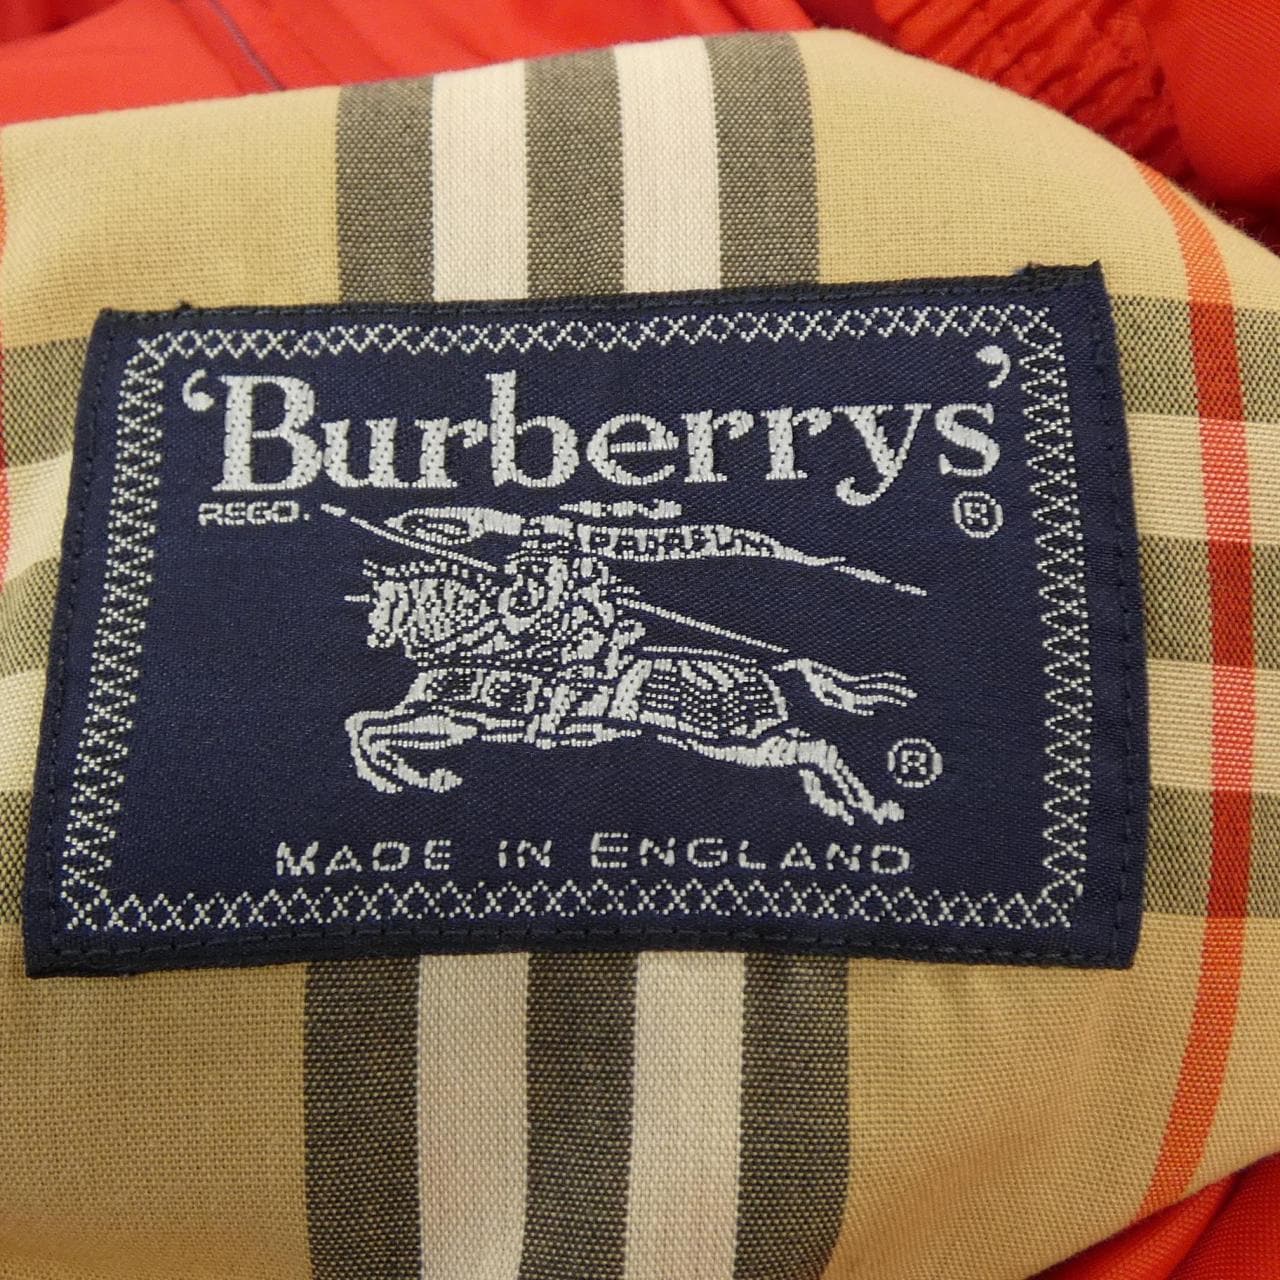 ‘Burberrys’
REGD. ®
®
MADE IN ENGLAND